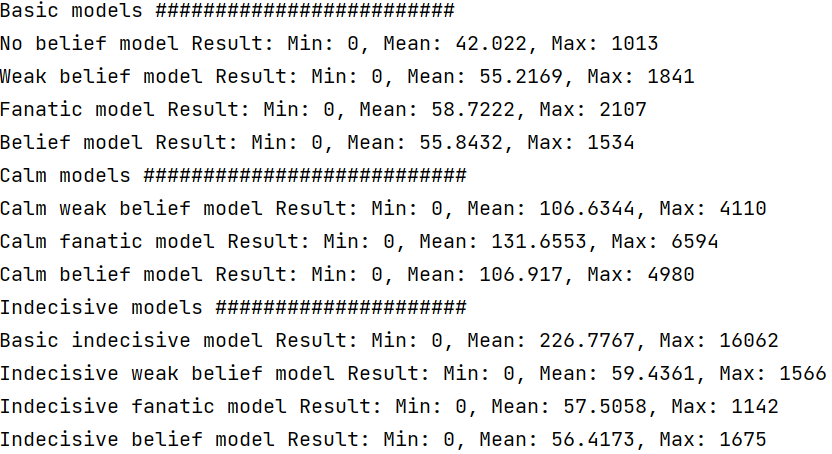 Basic models #########################
No belief model Result: Min: 0, Mean: 42.022, Max: 1013
Weak belief model Result: Min: 0, Mean: 55.2169, Max: 1841
Fanatic model Result: Min: 0, Mean: 58.7222, Max: 2107
Belief model Result: Min: 0, Mean: 55.8432, Max: 1534
Calm models ###########################
Calm weak belief model Result: Min: 0, Mean: 106.6344, Max: 4110
Calm fanatic model Result: Min: 0, Mean: 131.6553, Max: 6594
Calm belief model Result: Min: 0, Mean: 106.917, Max: 4980
Indecisive models #####################
Basic indecisive model Result: Min: 0, Mean: 226.7767, Max: 16062
Indecisive weak belief model Result: Min: 0, Mean: 59.4361, Max: 1566
Indecisive fanatic model Result: Min: 0, Mean: 57.5058, Max: 1142
Indecisive belief model Result: Min: 0, Mean: 56.4173, Max: 1675